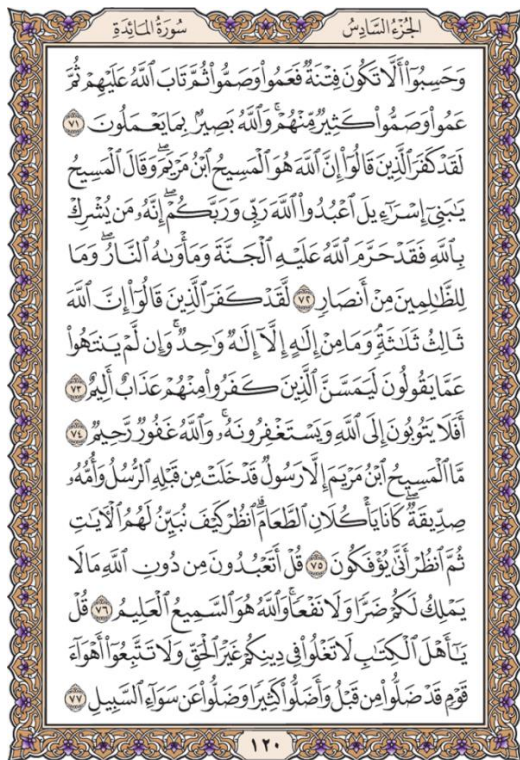 الجُزْءُ السَّادِسُ
سُورَةُ المَائِدَةِ
وَحَسِبُوٓا۟ أَلَّا تَكُونَ فِتْنَةٌ فَعَمُوا۟ وَصَمُّوا۟ ثُمَّ تَابَ ٱللَّهُ عَلَيْهِمْ ثُمَّ
عَمُوا۟ وَصَمُّوا۟ كَثِيرٌ مِّنْهُمْ ۚ وَٱللَّهُ بَصِيرٌۢ بِمَا يَعْمَلُونَ ٧١
لَقَدْ كَفَرَ ٱلَّذِينَ قَالُوٓا۟ إِنَّ ٱللَّهَ هُوَ ٱلْمَسِيحُ ٱبْنُ مَرْيَمَ ۖ وَقَالَ ٱلْمَسِيحُ
يَٰبَنِىٓ إِسْرَٰٓءِيلَ ٱعْبُدُوا۟ ٱللَّهَ رَبِّى وَرَبَّكُمْ ۖ إِنَّهُۥ مَن يُشْرِكْ
بِٱللَّهِ فَقَدْ حَرَّمَ ٱللَّهُ عَلَيْهِ ٱلْجَنَّةَ وَمَأْوَىٰهُ ٱلنَّارُ ۖ وَمَا
لِلظَّٰلِمِينَ مِنْ أَنصَارٍ ٧٢ لَّقَدْ كَفَرَ ٱلَّذِينَ قَالُوٓا۟ إِنَّ ٱللَّهَ
ثَالِثُ ثَلَٰثَةٍ ۘ وَمَا مِنْ إِلَٰهٍ إِلَّآ إِلَٰهٌ وَٰحِدٌ ۚ وَإِن لَّمْ يَنتَهُوا۟
عَمَّا يَقُولُونَ لَيَمَسَّنَّ ٱلَّذِينَ كَفَرُوا۟ مِنْهُمْ عَذَابٌ أَلِيمٌ ٧٣
أَفَلَا يَتُوبُونَ إِلَى ٱللَّهِ وَيَسْتَغْفِرُونَهُۥ ۚ وَٱللَّهُ غَفُورٌ رَّحِيمٌ ٧٤
مَّا ٱلْمَسِيحُ ٱبْنُ مَرْيَمَ إِلَّا رَسُولٌ قَدْ خَلَتْ مِن قَبْلِهِ ٱلرُّسُلُ وَأُمُّهُۥ
صِدِّيقَةٌ ۖ كَانَا يَأْكُلَانِ ٱلطَّعَامَ ۗ ٱنظُرْ كَيْفَ نُبَيِّنُ لَهُمُ ٱلْءَايَٰتِ
ثُمَّ ٱنظُرْ أَنَّىٰ يُؤْفَكُونَ ٧٥ قُلْ أَتَعْبُدُونَ مِن دُونِ ٱللَّهِ مَا لَا
يَمْلِكُ لَكُمْ ضَرًّا وَلَا نَفْعًا ۚ وَٱللَّهُ هُوَ ٱلسَّمِيعُ ٱلْعَلِيمُ ٧٦ قُلْ
يَٰٓأَهْلَ ٱلْكِتَٰبِ لَا تَغْلُوا۟ فِى دِينِكُمْ غَيْرَ ٱلْحَقِّ وَلَا تَتَّبِعُوٓا۟ أَهْوَآءَ
قَوْمٍ قَدْ ضَلُّوا۟ مِن قَبْلُ وَأَضَلُّوا۟ كَثِيرًا وَضَلُّوا۟ عَن سَوَآءِ ٱلسَّبِيلِ ٧٧
١٢٠